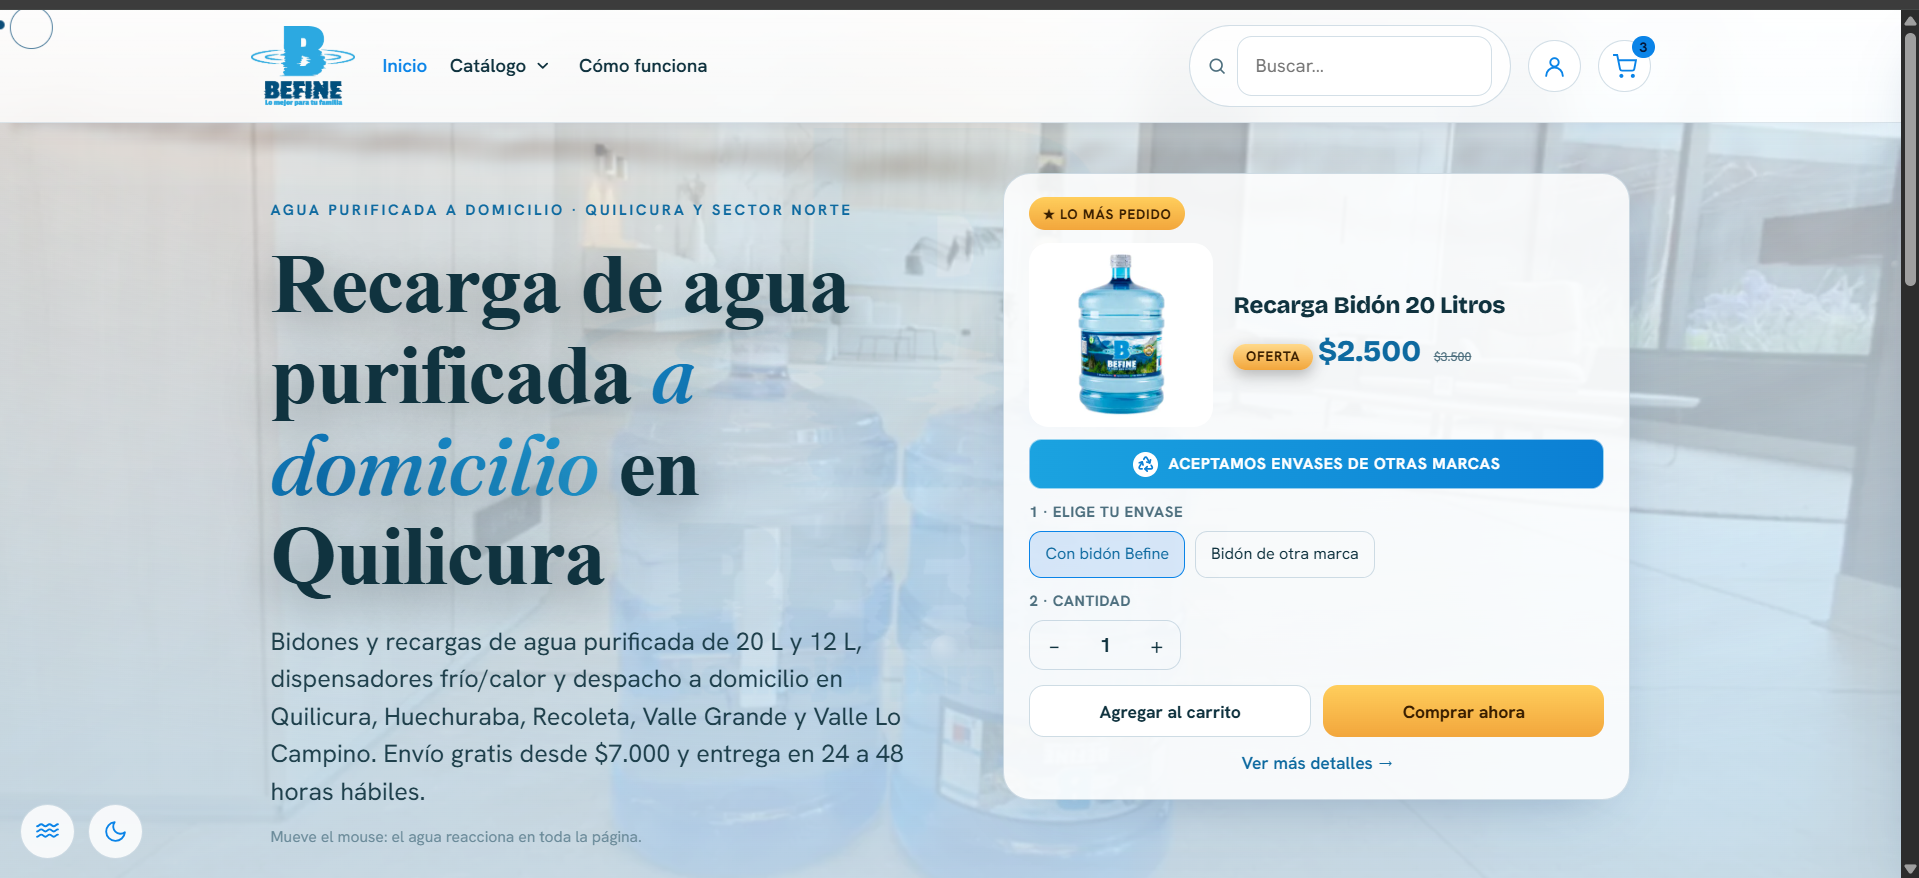 BEFINE
Lo mejor para tu familia
Inicio
Catálogo
Cómo funciona
Buscar...
3
AGUA PURIFICADA A DOMICILIO · QUILICURA Y SECTOR NORTE
Recarga de agua
purificada a
domicilio en
Quilicura
Bidones y recargas de agua purificada de 20 L y 12 L,
dispensadores frío/calor y despacho a domicilio en
Quilicura, Huechuraba, Recoleta, Valle Grande y Valle Lo
Campino. Envío gratis desde $7.000 y entrega en 24 a 48
horas hábiles.
Mueve el mouse: el agua reacciona en toda la página.
★ LO MÁS PEDIDO
B
BEFINE
Recarga Bidón 20 Litros
OFERTA $2.500 $3.500
ACEPTAMOS ENVASES DE OTRAS MARCAS
1 · ELIGE TU ENVASE
Con bidón Befine
Bidón de otra marca
2 · CANTIDAD
− 1 +
Agregar al carrito
Comprar ahora
Ver más detalles →